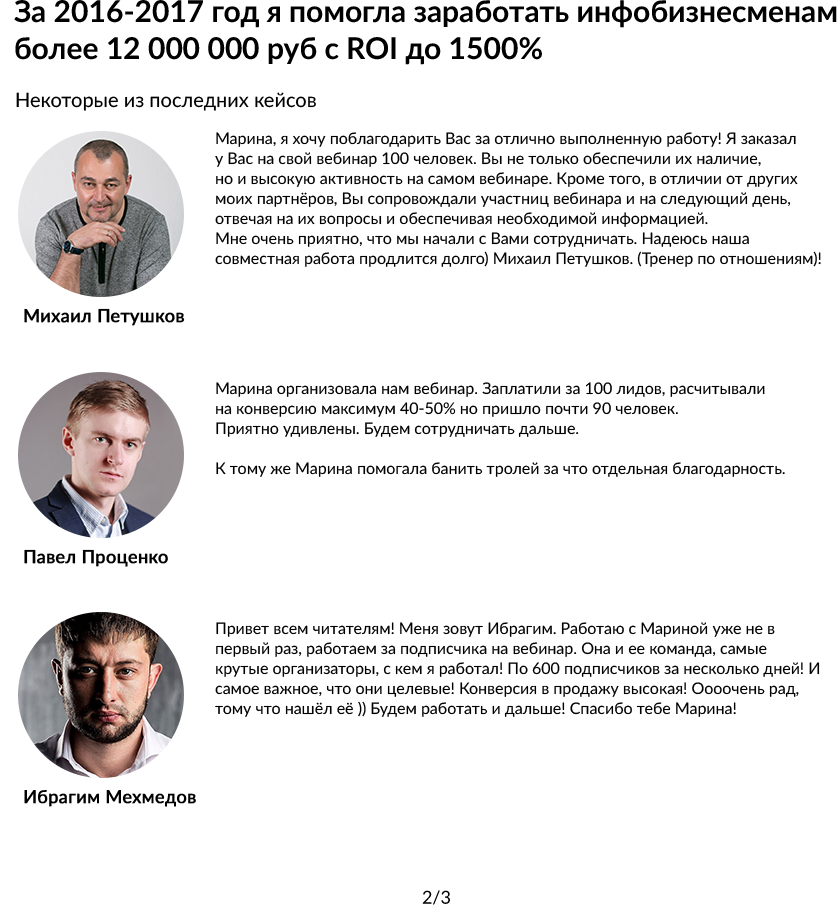 За 2016-2017 год я помогла заработать инфобизнесменам
более 12 000 000 руб с ROI до 1500%
Некоторые из последних кейсов
Марина, я хочу поблагодарить Вас за отлично выполненную работу! Я заказал
у Вас на свой вебинар 100 человек. Вы не только обеспечили их наличие,
но и высокую активность на самом вебинаре. Кроме того, в отличии от других
моих партнёров, Вы сопровождали участниц вебинара и на следующий день,
отвечая на их вопросы и обеспечивая необходимой информацией.
Мне очень приятно, что мы начали с Вами сотрудничать. Надеюсь наша
совместная работа продлится долго) Михаил Петушков. (Тренер по отношениям)!
Михаил Петушков
Марина организовала нам вебинар. Заплатили за 100 лидов, расчитывали
на конверсию максимум 40-50% но пришло почти 90 человек.
Приятно удивлены. Будем сотрудничать дальше.
К тому же Марина помогала банить тролей за что отдельная благодарность.
Павел Проценко
Привет всем читателям! Меня зовут Ибрагим. Работаю с Мариной уже не в
первый раз, работаем за подписчика на вебинар. Она и ее команда, самые
крутые организаторы, с кем я работал! По 600 подписчиков за несколько дней! И
самое важное, что они целевые! Конверсия в продажу высокая! Оооочень рад,
тому что нашёл её )) Будем работать и дальше! Спасибо тебе Марина!
Ибрагим Мехмедов
2/3